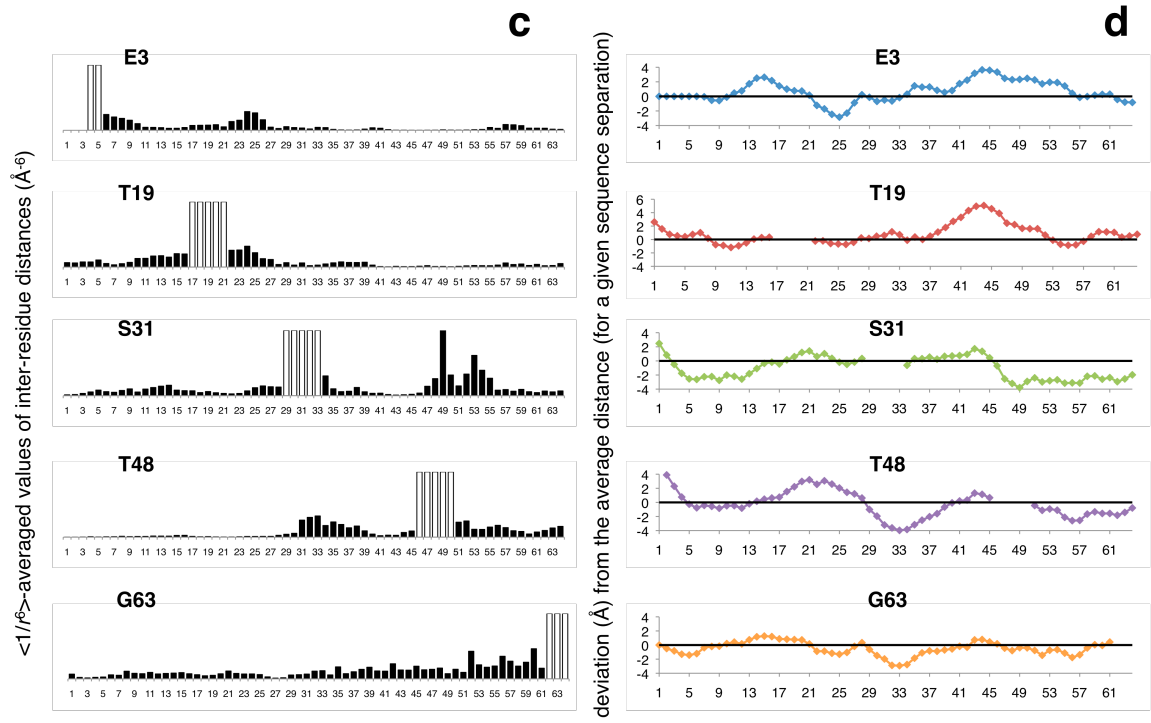 c
<1/r⁶>-averaged values of inter-residue distances (Å⁻⁶)
E3
1 3 5 7 9 11 13 15 17 19 21 23 25 27 29 31 33 35 37 39 41 43 45 47 49 51 53 55 57 59 61 63
T19
1 3 5 7 9 11 13 15 17 19 21 23 25 27 29 31 33 35 37 39 41 43 45 47 49 51 53 55 57 59 61 63
S31
1 3 5 7 9 11 13 15 17 19 21 23 25 27 29 31 33 35 37 39 41 43 45 47 49 51 53 55 57 59 61 63
T48
1 3 5 7 9 11 13 15 17 19 21 23 25 27 29 31 33 35 37 39 41 43 45 47 49 51 53 55 57 59 61 63
G63
1 3 5 7 9 11 13 15 17 19 21 23 25 27 29 31 33 35 37 39 41 43 45 47 49 51 53 55 57 59 61 63
d
deviation (Å) from the average distance (for a given sequence separation)
E3
4
2
0
-2
-4
1 5 9 13 17 21 25 29 33 37 41 45 49 53 57 61
T19
6
4
2
0
-2
-4
1 5 9 13 17 21 25 29 33 37 41 45 49 53 57 61
S31
4
2
0
-2
-4
1 5 9 13 17 21 25 29 33 37 41 45 49 53 57 61
T48
4
2
0
-2
-4
1 5 9 13 17 21 25 29 33 37 41 45 49 53 57 61
G63
4
2
0
-2
-4
1 5 9 13 17 21 25 29 33 37 41 45 49 53 57 61